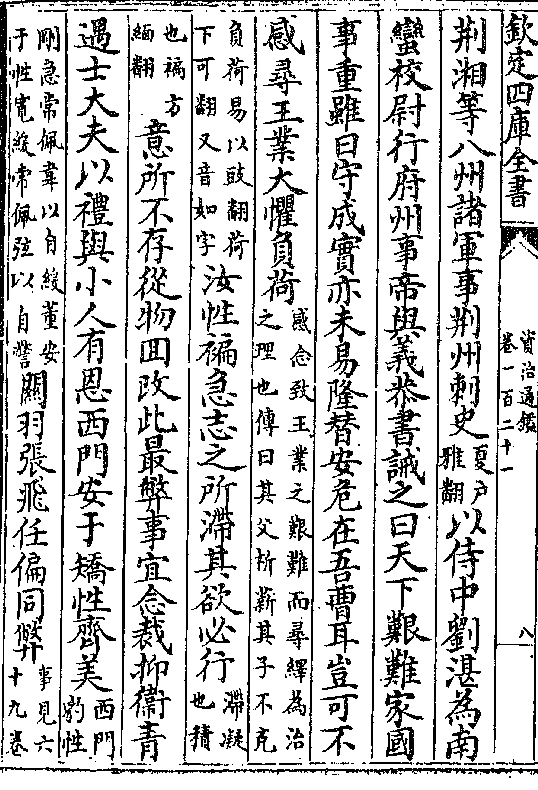 欽定四庫全書
資治通鑑
卷一百二十一
八
荆湘等八州諸軍事荆州刺史夏戶雅翻以侍中劉湛為南
蠻校尉行府州事帝與義恭書誡之曰天下艱難家國
事重雖曰守成實亦未易隆替安危在吾曹耳豈可不
感尋王業大懼負荷感念致王業之艱難而尋繹為治之理也傳曰其父析薪其子不克
負荷易以豉翻荷下可翻又音如字汝性褊急志之所滯其欲必行滯凝也積
也褊方緬翻意所不存從物囬改此最弊事宜念裁抑衞青
遇士大夫以禮與小人有恩西門安于矯性齊美西門豹性
剛急常佩韋以自緩董安于性寛緩常佩弦以自警關羽張飛任偏同弊事見六十九卷